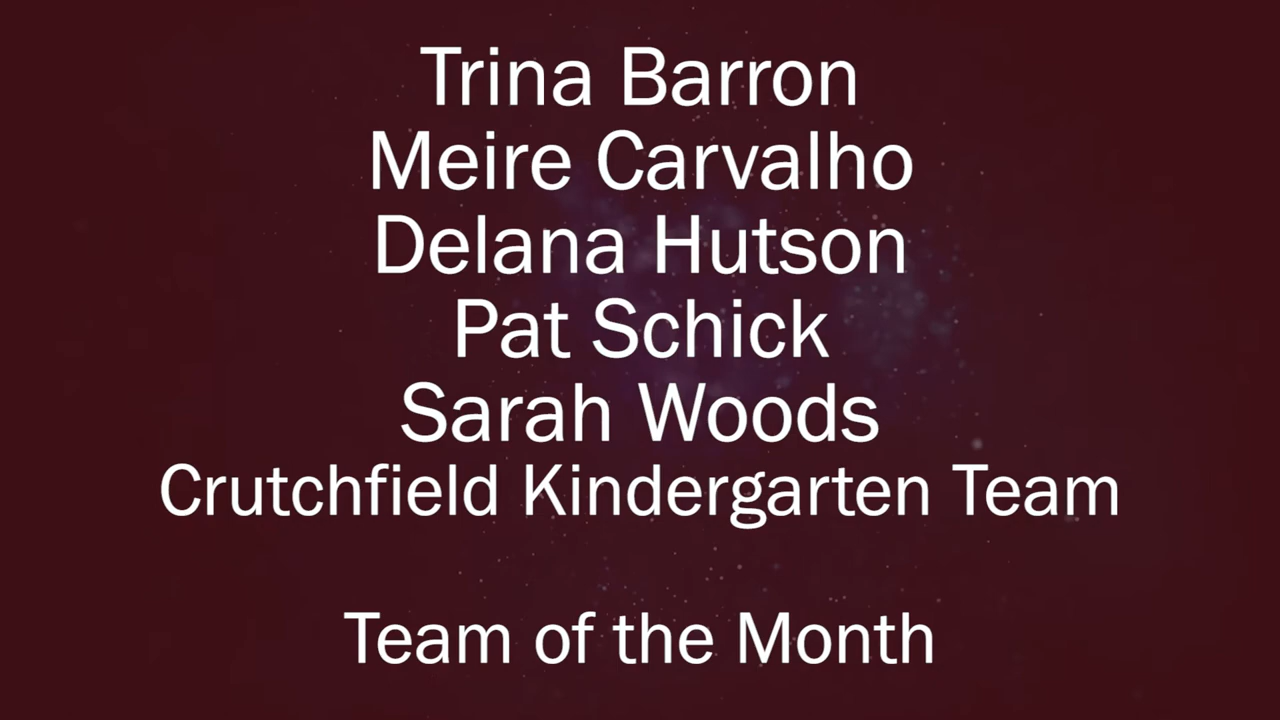 Trina Barron
Meire Carvalho
Delana Hutson
Pat Schick
Sarah Woods
Crutchfield Kindergarten Team
Team of the Month